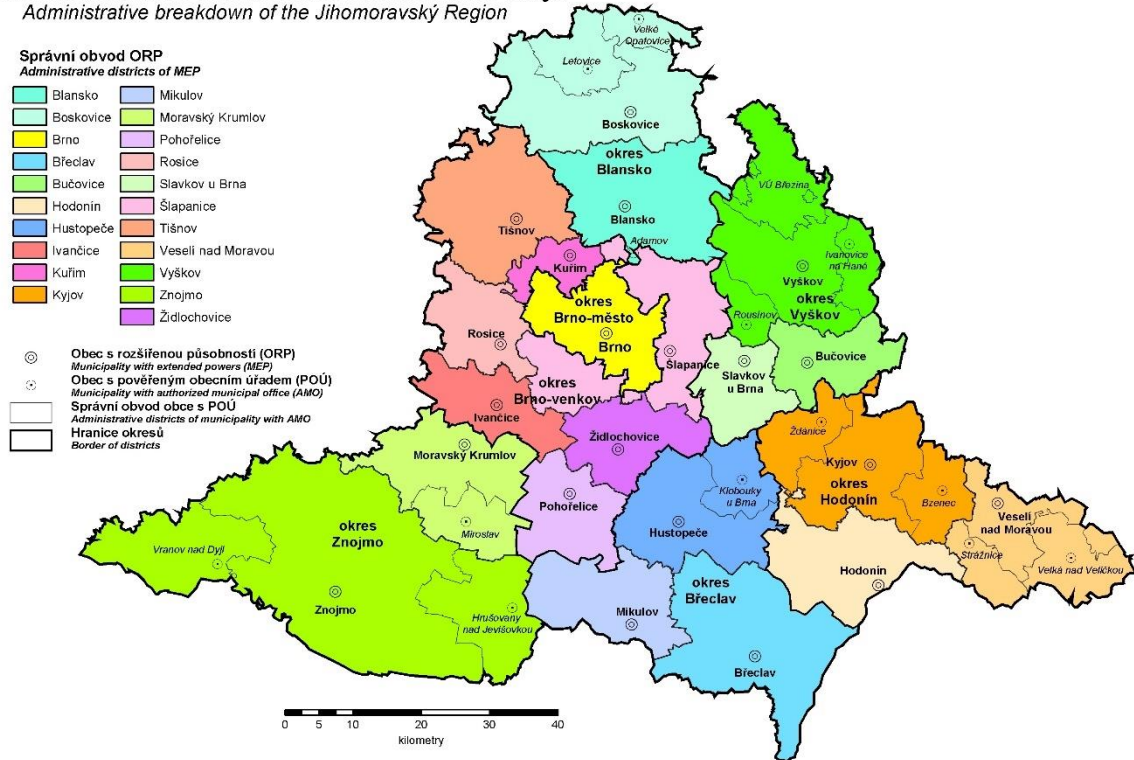 Administrative breakdown of the Jihomoravský Region
Správní obvod ORP
Administrative districts of MEP
Blansko
Boskovice
Brno
Břeclav
Bučovice
Hodonín
Hustopeče
Ivančice
Kuřim
Kyjov
Mikulov
Moravský Krumlov
Pohořelice
Rosice
Slavkov u Brna
Šlapanice
Tišnov
Veselí nad Moravou
Vyškov
Znojmo
Židlochovice
Obec s rozšířenou působností (ORP)
Municipality with extended powers (MEP)
Obec s pověřeným obecním úřadem (POÚ)
Municipality with authorized municipal office (AMO)
Správní obvod obce s POÚ
Administrative districts of municipality with AMO
Hranice okresů
Border of districts
Velké
Opatovice
Letovice
Boskovice
okres
Blansko
Blansko
Adamov
VÚ Březina
Ivanovice
na Hané
Vyškov
okres
Vyškov
Rousínov
Tišnov
Kuřim
okres
Brno-město
Brno
Rosice
Šlapanice
Slavkov
u Brna
Bučovice
okres
Brno-venkov
Ivančice
Židlochovice
Ždánice
Kyjov
okres
Hodonín
Bzenec
Moravský Krumlov
Miroslav
Pohořelice
Klobouky
u Brna
Hustopeče
Veselí
nad Moravou
Strážnice
Velká nad Veličkou
Hodonín
okres
Znojmo
Vranov nad Dyjí
Znojmo
Hrušovany
nad Jevišovkou
Mikulov
okres
Břeclav
Břeclav
0 5 10 20 30 40
kilometry